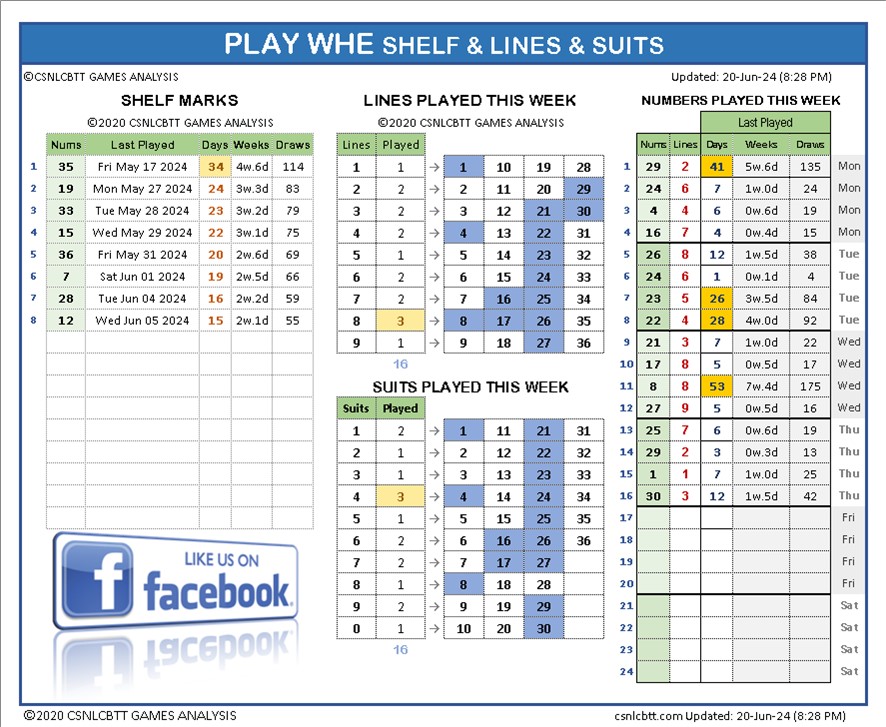 PLAY WHE SHELF & LINES & SUITS
©CSNLCBTT GAMES ANALYSIS
Updated: 20-Jun-24 (8:28 PM)
SHELF MARKS
©2020 CSNLCBTT GAMES ANALYSIS
Nums Last Played Days Weeks Draws
1 35 Fri May 17 2024 34 4w.6d 114
2 19 Mon May 27 2024 24 3w.3d 83
3 33 Tue May 28 2024 23 3w.2d 79
4 15 Wed May 29 2024 22 3w.1d 75
5 36 Fri May 31 2024 20 2w.6d 69
6 7 Sat Jun 01 2024 19 2w.5d 66
7 28 Tue Jun 04 2024 16 2w.2d 59
8 12 Wed Jun 05 2024 15 2w.1d 55
LIKE US ON
facebook
LINES PLAYED THIS WEEK
©2020 CSNLCBTT GAMES ANALYSIS
Lines Played
1 1 → 1 10 19 28
2 2 → 2 11 20 29
3 2 → 3 12 21 30
4 2 → 4 13 22 31
5 1 → 5 14 23 32
6 2 → 6 15 24 33
7 2 → 7 16 25 34
8 3 → 8 17 26 35
9 1 → 9 18 27 36
16
SUITS PLAYED THIS WEEK
Suits Played
1 2 → 1 11 21 31
2 1 → 2 12 22 32
3 1 → 3 13 23 33
4 3 → 4 14 24 34
5 1 → 5 15 25 35
6 2 → 6 16 26 36
7 2 → 7 17 27
8 1 → 8 18 28
9 2 → 9 19 29
0 1 → 10 20 30
16
NUMBERS PLAYED THIS WEEK
Last Played
Nums Lines Days Weeks Draws
1 29 2 41 5w.6d 135 Mon
2 24 6 7 1w.0d 24 Mon
3 4 4 6 0w.6d 19 Mon
4 16 7 4 0w.4d 15 Mon
5 26 8 12 1w.5d 38 Tue
6 24 6 1 0w.1d 4 Tue
7 23 5 26 3w.5d 84 Tue
8 22 4 28 4w.0d 92 Tue
9 21 3 7 1w.0d 22 Wed
10 17 8 5 0w.5d 17 Wed
11 8 8 53 7w.4d 175 Wed
12 27 9 5 0w.5d 16 Wed
13 25 7 6 0w.6d 19 Thu
14 29 2 3 0w.3d 13 Thu
15 1 1 7 1w.0d 25 Thu
16 30 3 12 1w.5d 42 Thu
17 Fri
18 Fri
19 Fri
20 Fri
21 Sat
22 Sat
23 Sat
24 Sat
©2020 CSNLCBTT GAMES ANALYSIS
csnlcbtt.com Updated: 20-Jun-24 (8:28 PM)